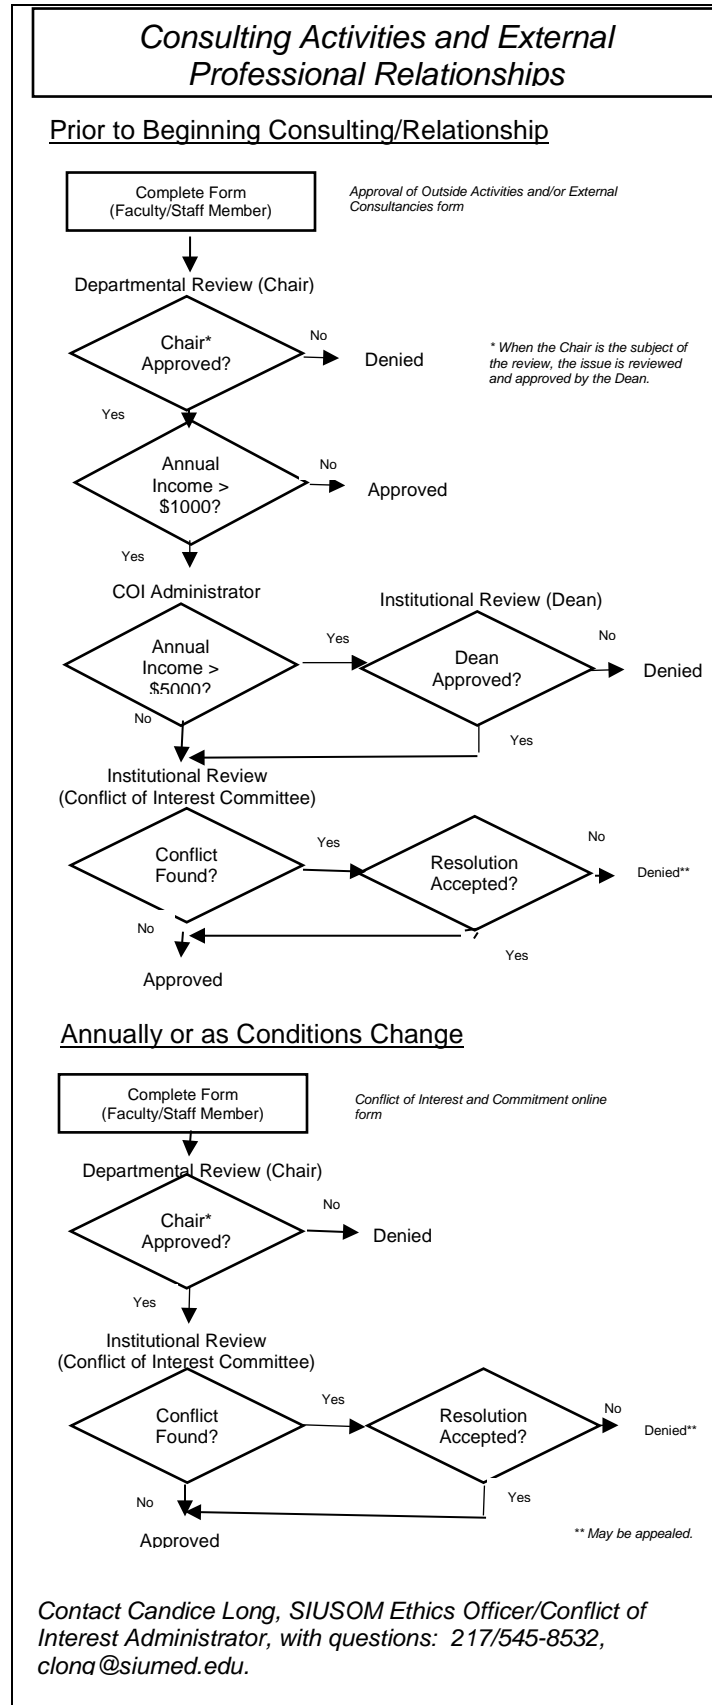 Consulting Activities and External
Professional Relationships
Prior to Beginning Consulting/Relationship
Complete Form
(Faculty/Staff Member)
Approval of Outside Activities and/or External
Consultancies form
Departmental Review (Chair)
Chair*
Approved?
No
Denied
* When the Chair is the subject of
the review, the issue is reviewed
and approved by the Dean.
Yes
Annual
Income >
$1000?
No
Approved
Yes
COI Administrator
Annual
Income >
$5000?
Yes
Institutional Review (Dean)
Dean
Approved?
No
Denied
No
Yes
Institutional Review
(Conflict of Interest Committee)
Conflict
Found?
Yes
Resolution
Accepted?
No
Denied**
No
Yes
Approved
Annually or as Conditions Change
Complete Form
(Faculty/Staff Member)
Conflict of Interest and Commitment online
form
Departmental Review (Chair)
Chair*
Approved?
No
Denied
Yes
Institutional Review
(Conflict of Interest Committee)
Conflict
Found?
Yes
Resolution
Accepted?
No
Denied**
No
Yes
Approved
** May be appealed.
Contact Candice Long, SIUSOM Ethics Officer/Conflict of
Interest Administrator, with questions:  217/545-8532,
clong@siumed.edu.